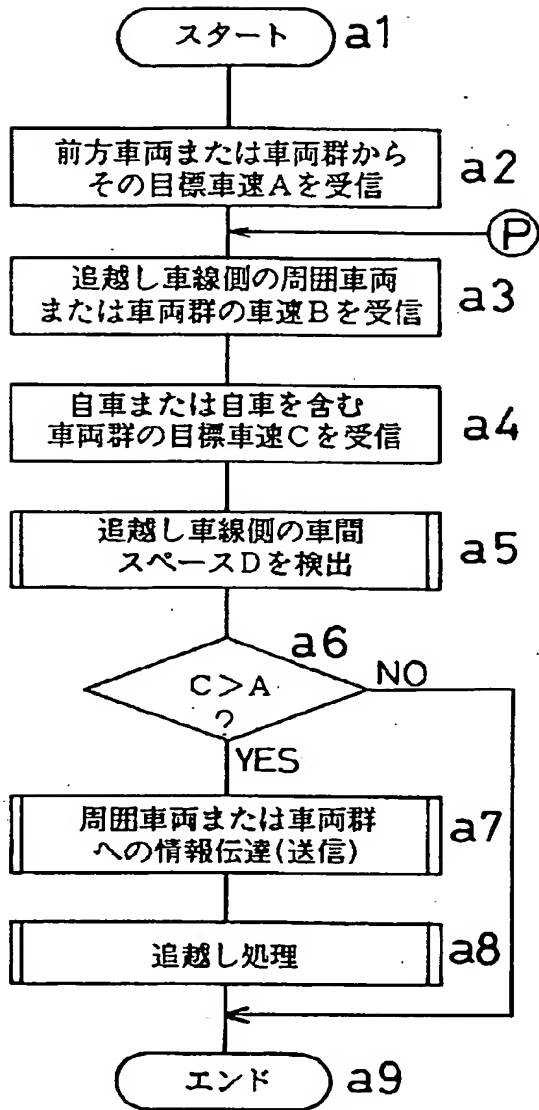 スタート
a1
前方車両または車両群から
その目標車速Aを受信
a2
P
追越し車線側の周囲車両
または車両群の車速Bを受信
a3
自車または自車を含む
車両群の目標車速Cを受信
a4
追越し車線側の車間
スペースDを検出
a5
a6
C>A
?
NO
YES
周囲車両または車両群
への情報伝達(送信)
a7
追越し処理
a8
エンド
a9